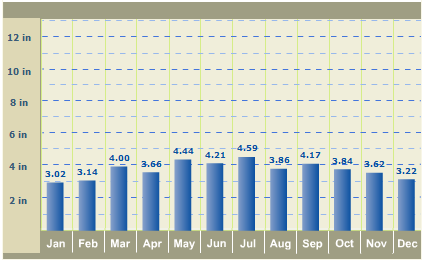 12 in
10 in
8 in
6 in
4 in
2 in
3.02 3.14 4.00 3.66 4.44 4.21 4.59 3.86 4.17 3.84 3.62 3.22
Jan Feb Mar Apr May Jun Jul Aug Sep Oct Nov Dec